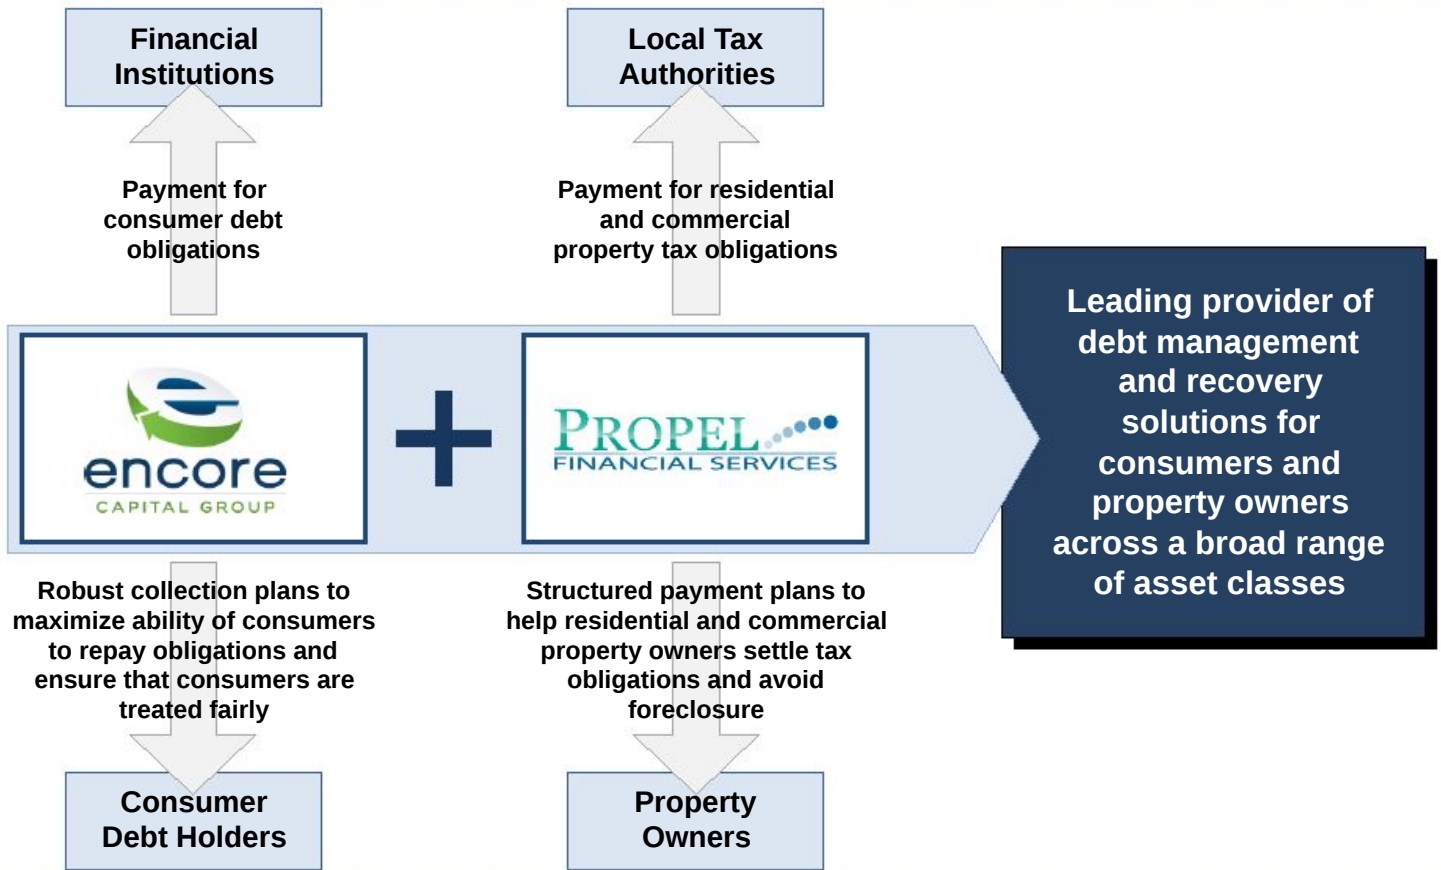 Financial
Institutions
Local Tax
Authorities
Payment for
consumer debt
obligations
Payment for residential
and commercial
property tax obligations
encore
CAPITAL GROUP
+
PROPEL
FINANCIAL SERVICES
Leading provider of
debt management
and recovery
solutions for
consumers and
property owners
across a broad range
of asset classes
Robust collection plans to
maximize ability of consumers
to repay obligations and
ensure that consumers are
treated fairly
Structured payment plans to
help residential and commercial
property owners settle tax
obligations and avoid
foreclosure
Consumer
Debt Holders
Property
Owners